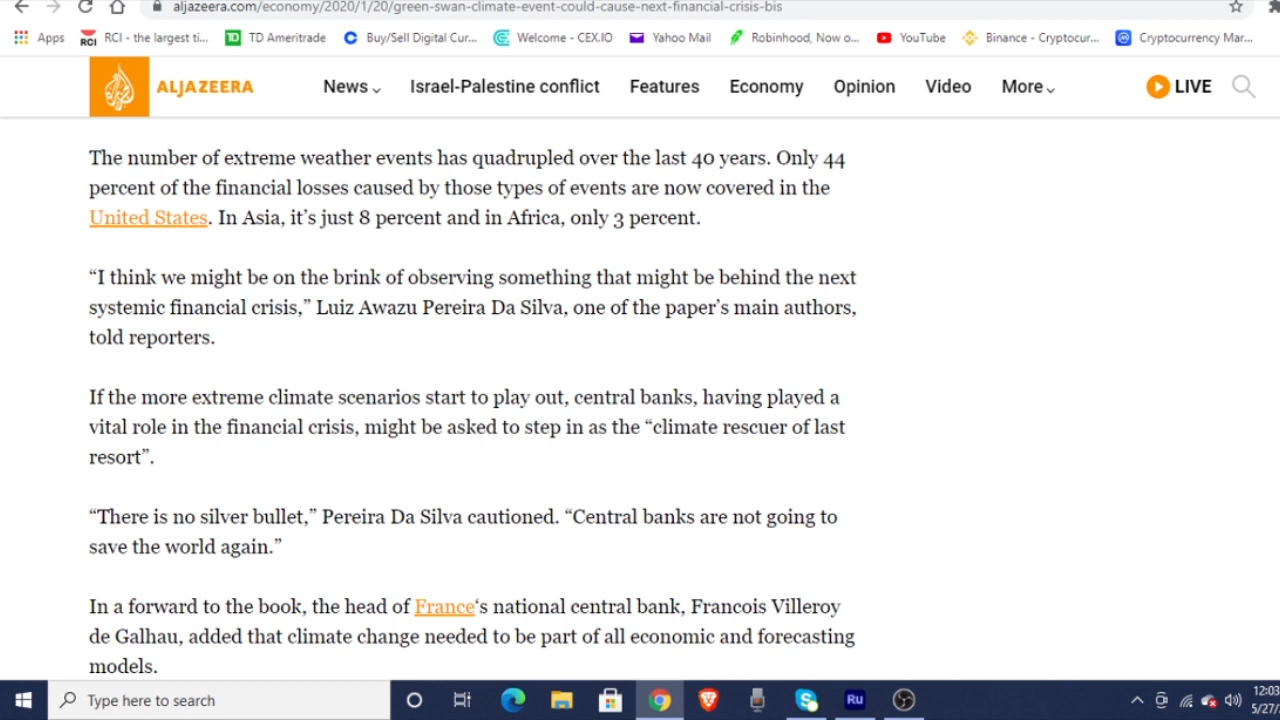 aljazeera.com/economy/2020/1/20/green-swan-climate-event-could-cause-next-financial-crisis-bis
Apps RCI RCI - the largest ti... TD TD Ameritrade Buy/Sell Digital Cur... Welcome - CEX.IO Yahoo Mail Robinhood, Now o... YouTube Binance - Cryptocur... Cryptocurrency Mar...
ALJAZEERA News Israel-Palestine conflict Features Economy Opinion Video More LIVE
The number of extreme weather events has quadrupled over the last 40 years. Only 44
percent of the financial losses caused by those types of events are now covered in the
United States. In Asia, it’s just 8 percent and in Africa, only 3 percent.
“I think we might be on the brink of observing something that might be behind the next
systemic financial crisis,” Luiz Awazu Pereira Da Silva, one of the paper’s main authors,
told reporters.
If the more extreme climate scenarios start to play out, central banks, having played a
vital role in the financial crisis, might be asked to step in as the “climate rescuer of last
resort”.
“There is no silver bullet,” Pereira Da Silva cautioned. “Central banks are not going to
save the world again.”
In a forward to the book, the head of France‘s national central bank, Francois Villeroy
de Galhau, added that climate change needed to be part of all economic and forecasting
models.
Type here to search Ru 12:03
5/27/